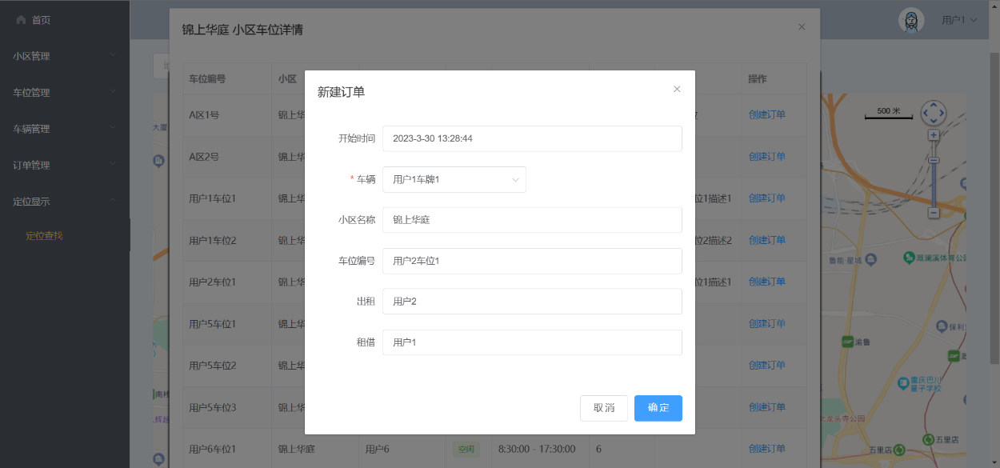 首页
小区管理
车位管理
车辆管理
订单管理
定位显示
定位查找
用户1
锦上华庭 小区车位详情
车位编号 小区 操作
A区1号 锦上华 创建订单
A区2号 锦上华 创建订单
用户1车位1 锦上华 位1描述1 创建订单
用户1车位2 锦上华 位2描述2 创建订单
用户2车位1 锦上华 位1描述1 创建订单
用户5车位1 锦上华 创建订单
用户5车位2 锦上华 创建订单
用户5车位3 锦上华 创建订单
用户6车位1 锦上华庭 用户6 空闲 8:30:00 - 17:30:00 6 创建订单
新建订单
开始时间 2023-3-30 13:28:44
* 车辆 用户1车牌1
小区名称 锦上华庭
车位编号 用户2车位1
出租 用户2
租借 用户1
取消 确定
500 米
大厦
鲁能·星城
溉澜溪体育公园
保利
渝鲁
重庆巴川
量子学校
北龙头寺公园
五里店
五里店
南桥